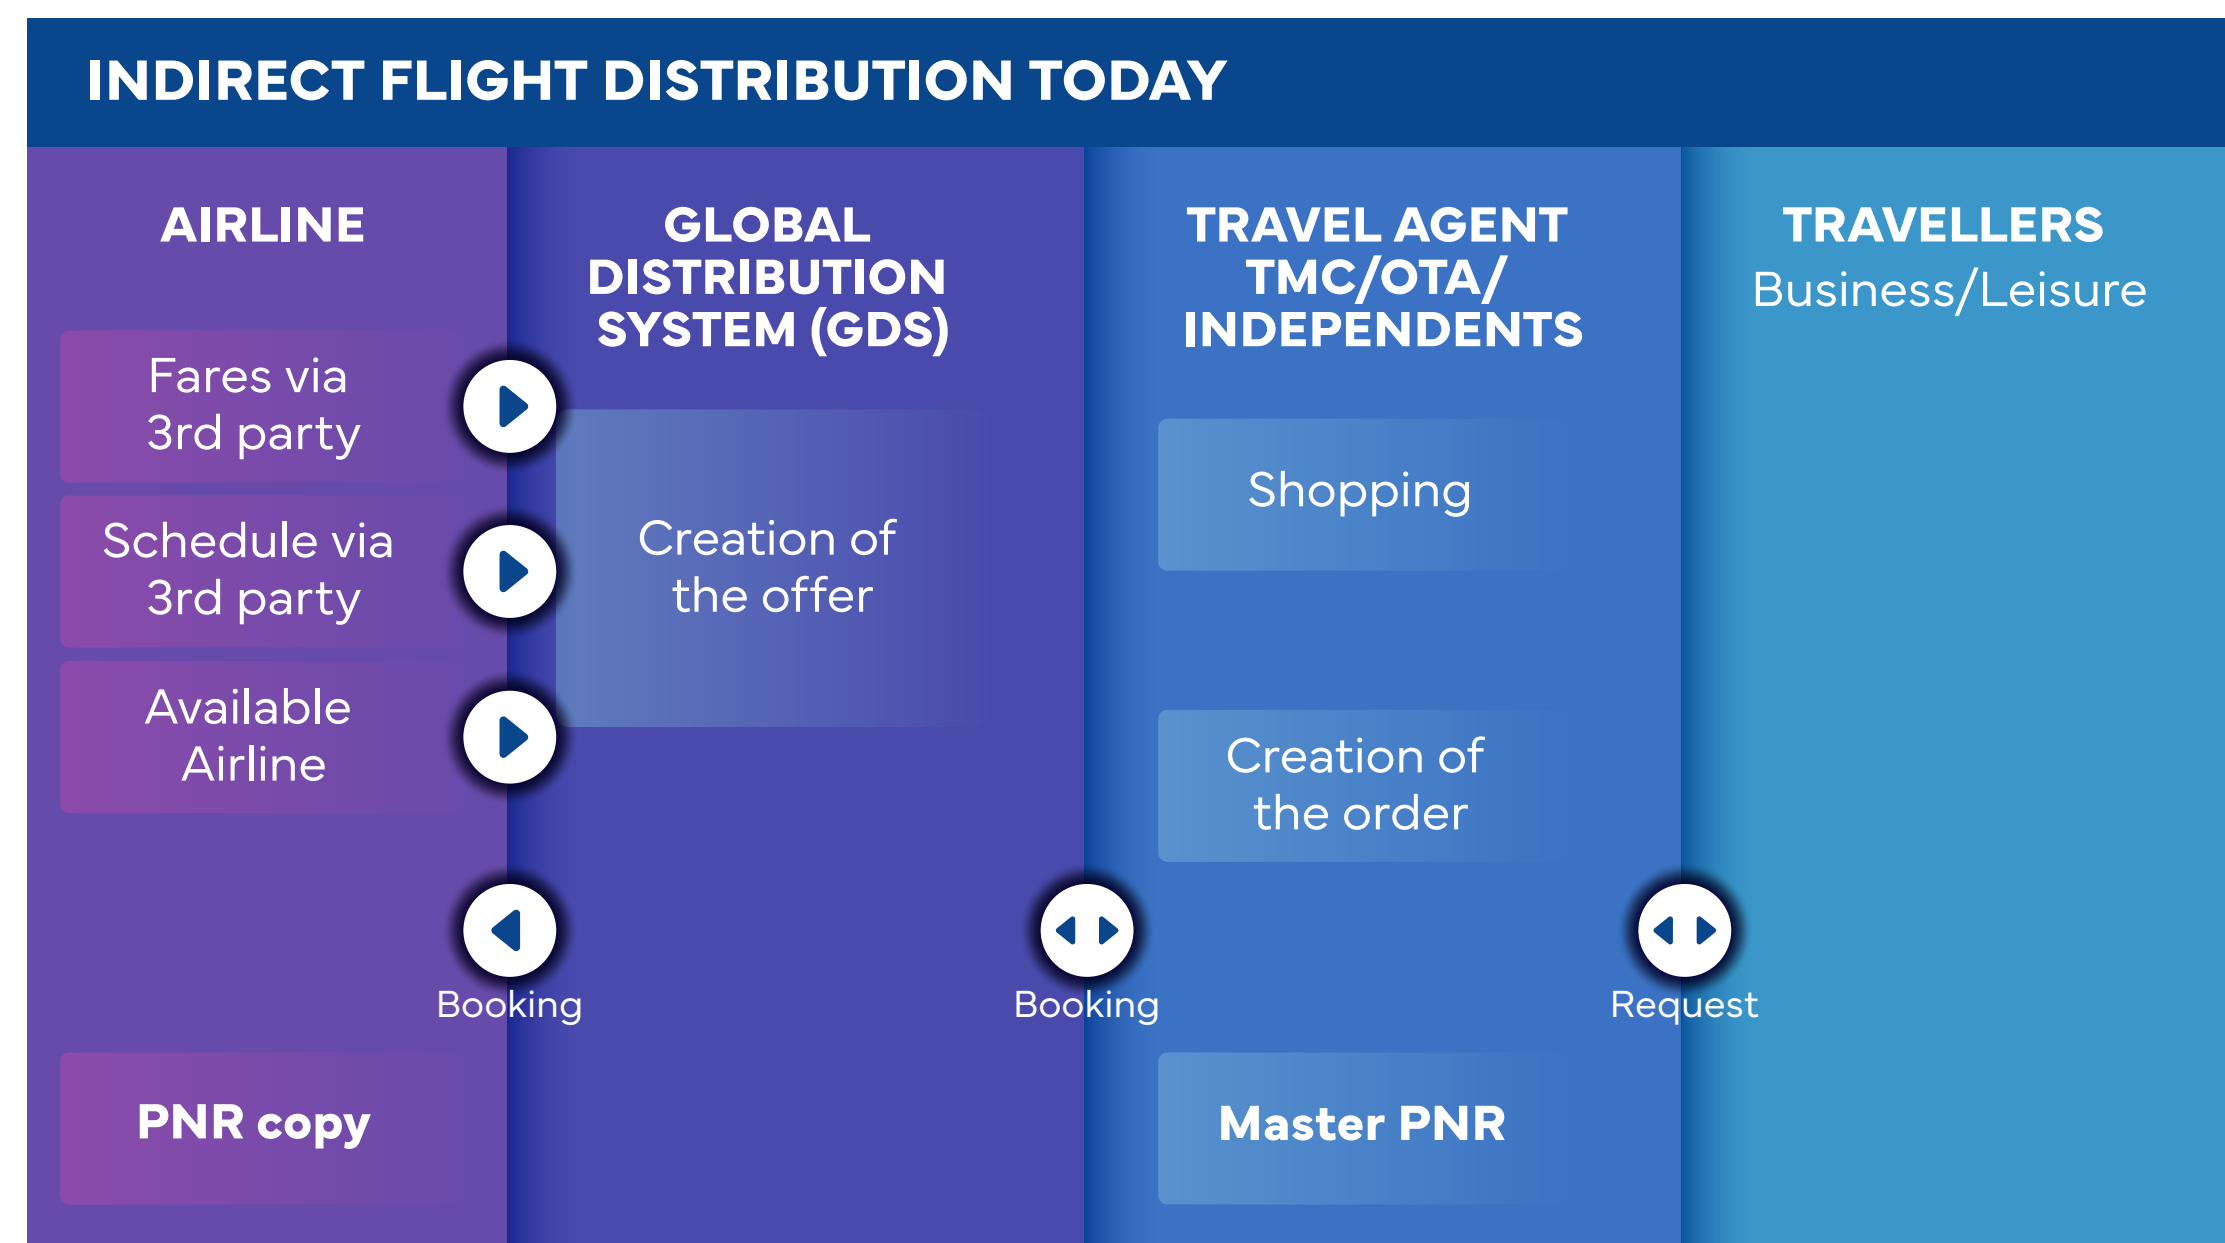 INDIRECT FLIGHT DISTRIBUTION TODAY
AIRLINE
Fares via
3rd party
Schedule via
3rd party
Available
Airline
Booking
PNR copy
GLOBAL
DISTRIBUTION
SYSTEM (GDS)
Creation of
the offer
Booking
TRAVEL AGENT
TMC/OTA/
INDEPENDENTS
Shopping
Creation of
the order
Request
Master PNR
TRAVELLERS
Business/Leisure